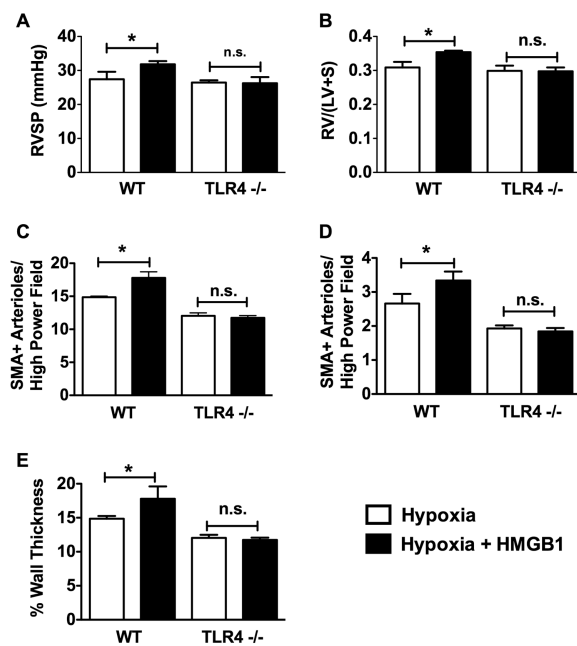 A
RVSP (mmHg)
40
30
20
10
0
*
n.s.
WT
TLR4 -/-
B
RV/(LV+S)
0.4
0.3
0.2
0.1
0.0
*
n.s.
WT
TLR4 -/-
C
SMA+ Arterioles/
High Power Field
20
15
10
5
0
*
n.s.
WT
TLR4 -/-
D
SMA+ Arterioles/
High Power Field
4
3
2
1
0
*
n.s.
WT
TLR4 -/-
E
% Wall Thickness
20
15
10
5
0
*
n.s.
WT
TLR4 -/-
Hypoxia
Hypoxia + HMGB1